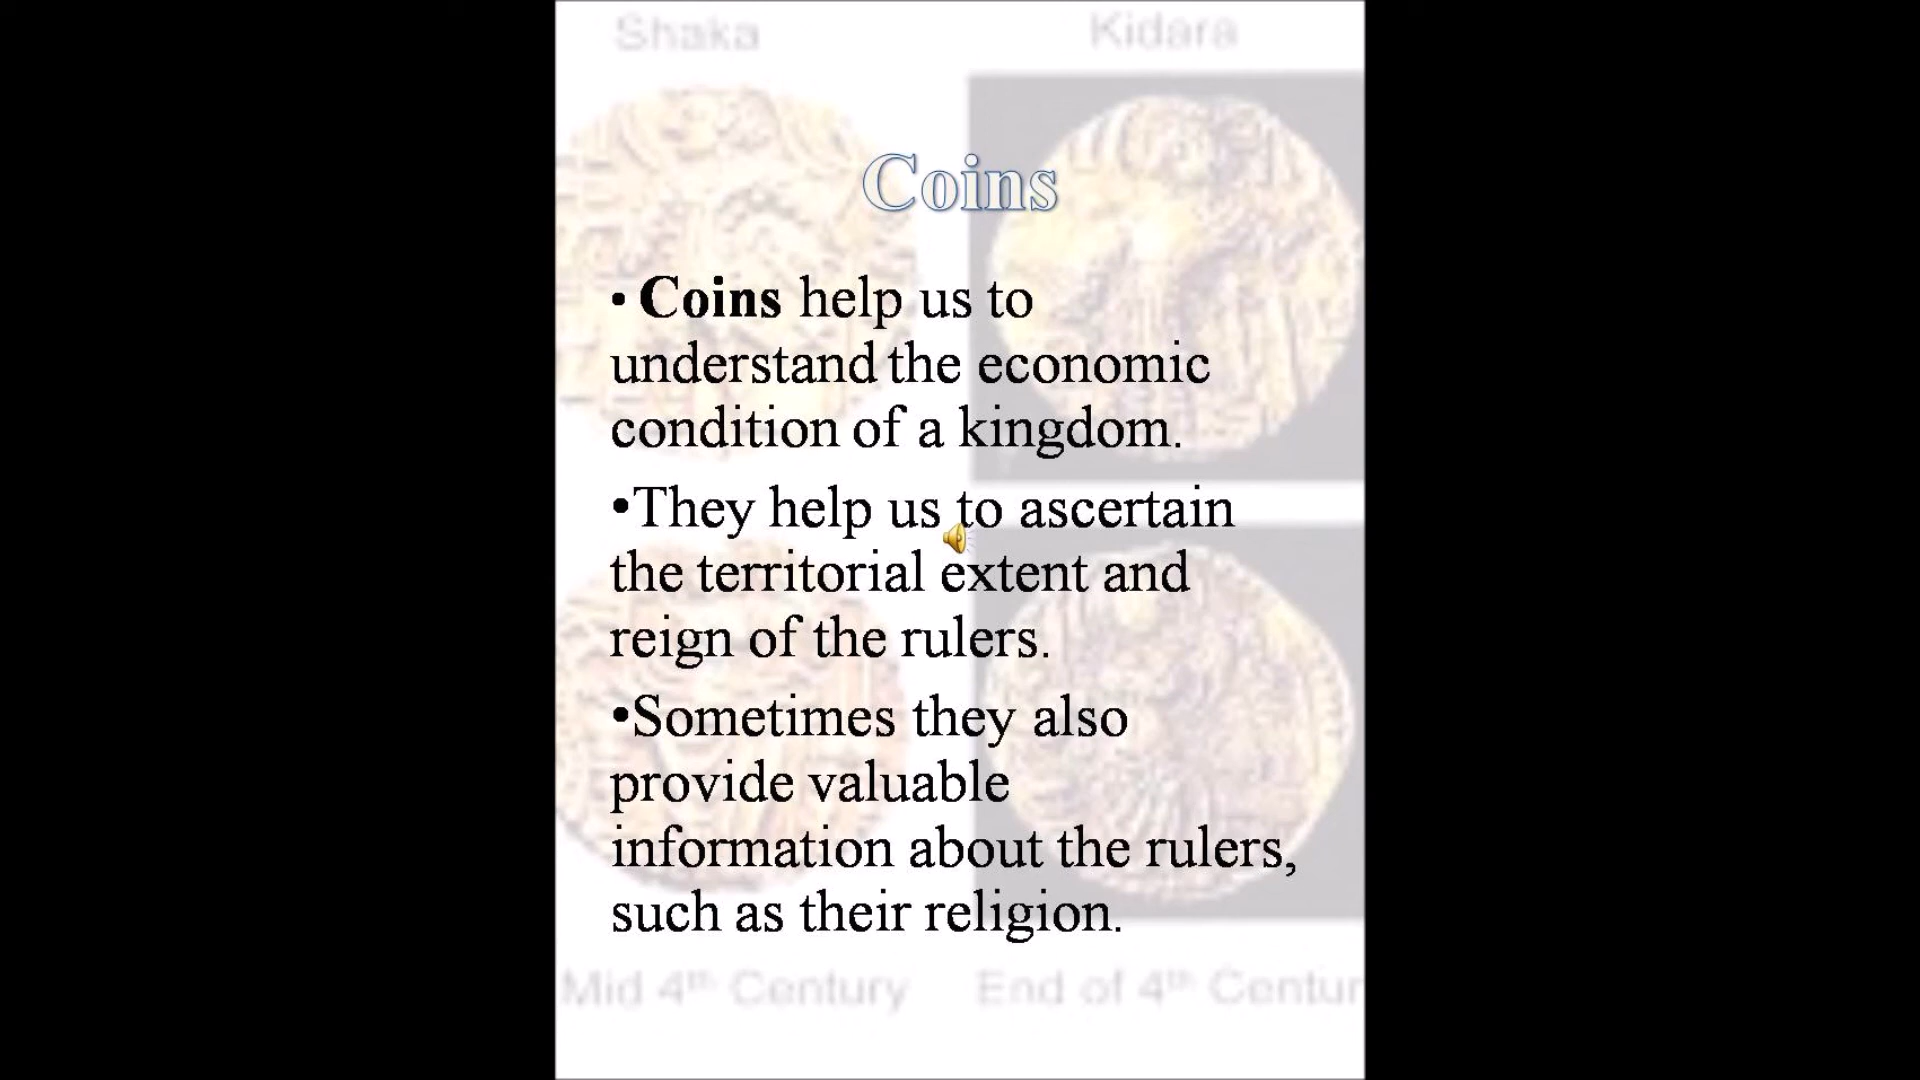 Shaka Kidara
Coins
• Coins help us to
understand the economic
condition of a kingdom.
•They help us to ascertain
the territorial extent and
reign of the rulers.
•Sometimes they also
provide valuable
information about the rulers,
such as their religion.
Mid 4th Century End of 4th Centur